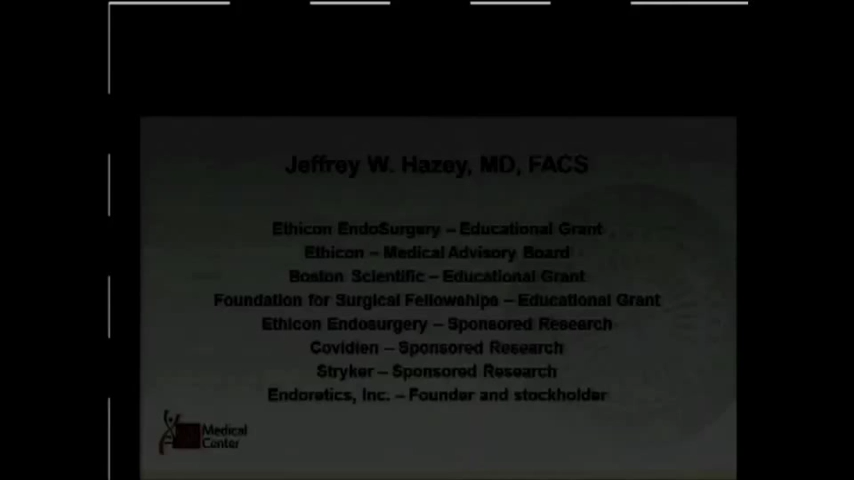 Jeffrey W. Hazey, MD, FACS
Ethicon EndoSurgery – Educational Grant
Ethicon – Medical Advisory Board
Boston Scientific – Educational Grant
Foundation for Surgical Fellowships – Educational Grant
Ethicon Endosurgery – Sponsored Research
Covidien – Sponsored Research
Stryker – Sponsored Research
Endoretics, Inc. – Founder and stockholder
Medical
Center